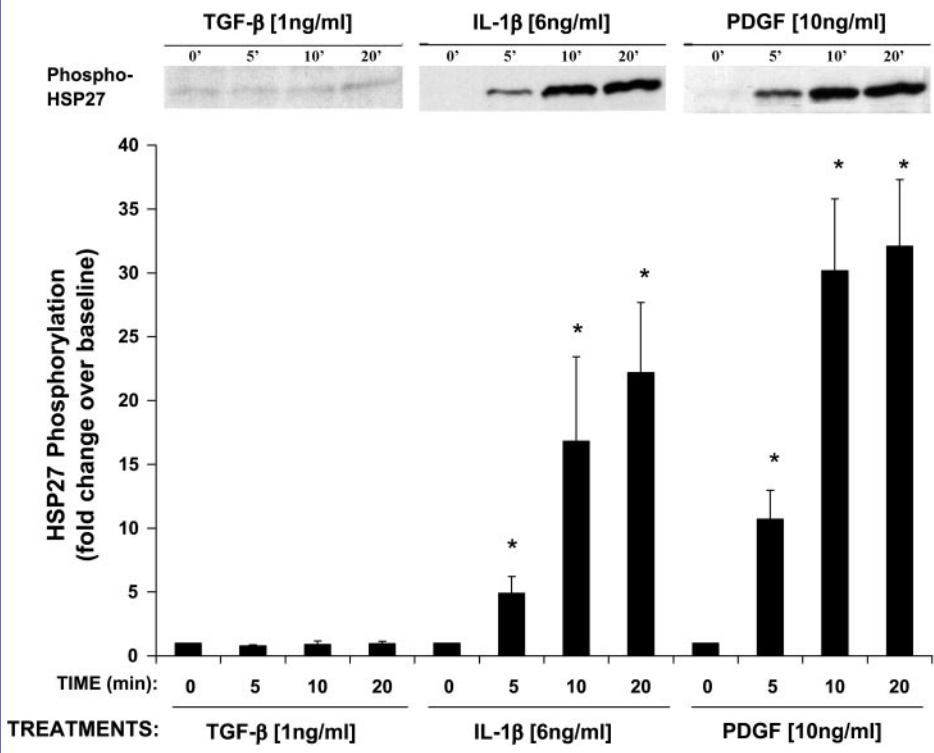 TGF-β [1ng/ml] IL-1β [6ng/ml] PDGF [10ng/ml]
0’ 5’ 10’ 20’ 0’ 5’ 10’ 20’ 0’ 5’ 10’ 20’
Phospho-
HSP27
HSP27 Phosphorylation
(fold change over baseline)
40
35
30
25
20
15
10
5
0
* * * * * *
TIME (min): 0 5 10 20 0 5 10 20 0 5 10 20
TREATMENTS: TGF-β [1ng/ml] IL-1β [6ng/ml] PDGF [10ng/ml]